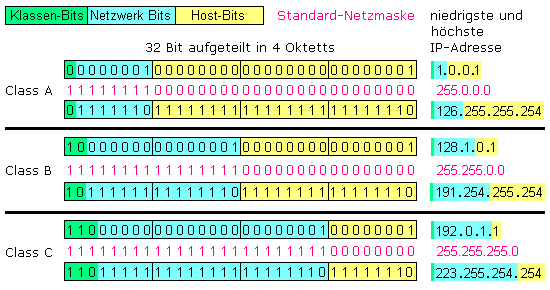 Klassen-Bits Netzwerk Bits Host-Bits Standard-Netzmaske niedrigste und
höchste
32 Bit aufgeteilt in 4 Oktetts IP-Adresse
00000001 00000000 00000000 00000001 1.0.0.1
Class A 11111111 00000000 00000000 00000000 255.0.0.0
01111110 11111111 11111111 11111110 126.255.255.254
10000000 00000001 00000000 00000001 128.1.0.1
Class B 11111111 11111111 00000000 00000000 255.255.0.0
10111111 11111110 11111111 11111110 191.254.255.254
11000000 00000000 00000001 00000001 192.0.1.1
Class C 11111111 11111111 11111111 00000000 255.255.255.0
11011111 11111111 11111110 11111110 223.255.254.254